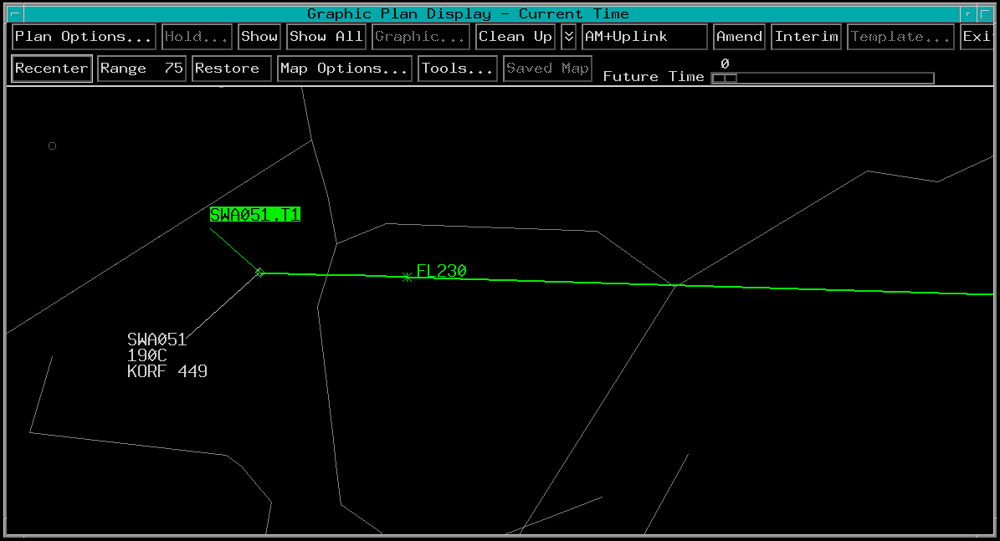 Graphic Plan Display - Current Time
Plan Options... Hold... Show Show All Graphic... Clean Up AM+Uplink Amend Interim Template... Exi
Recenter Range 75 Restore Map Options... Tools... Saved Map Future Time 0
SWA051.T1
FL230
SWA051
190C
KORF 449